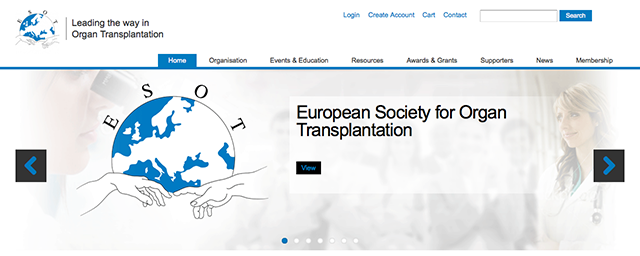 E S O T
Leading the way in
Organ Transplantation
Login Create Account Cart Contact Search
Home Organisation Events & Education Resources Awards & Grants Supporters News Membership
E S O T
European Society for Organ
Transplantation
View